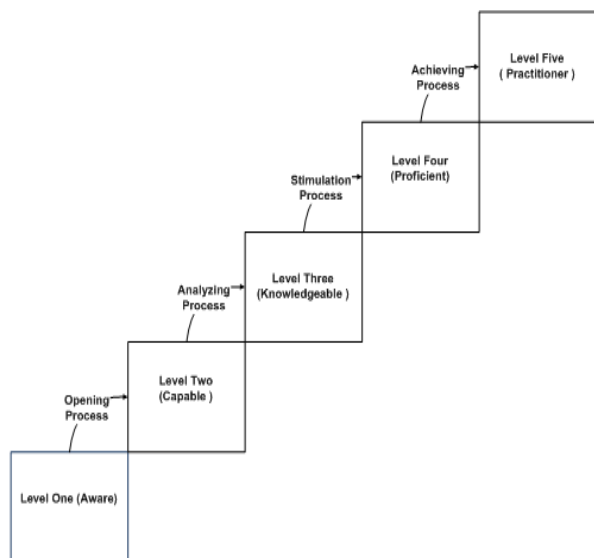 Level Five
( Practitioner )
Achieving
Process
Level Four
(Proficient)
Stimulation
Process
Level Three
(Knowledgeable )
Analyzing
Process
Level Two
(Capable )
Opening
Process
Level One (Aware)